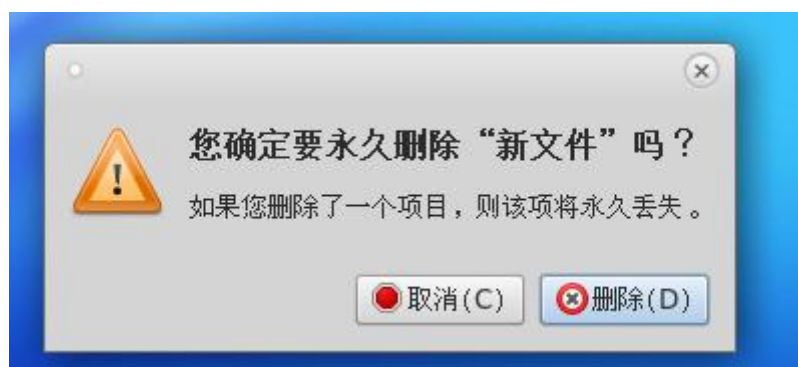 您确定要永久删除“新文件”吗？
如果您删除了一个项目，则该项将永久丢失。
取消(C) 删除(D)